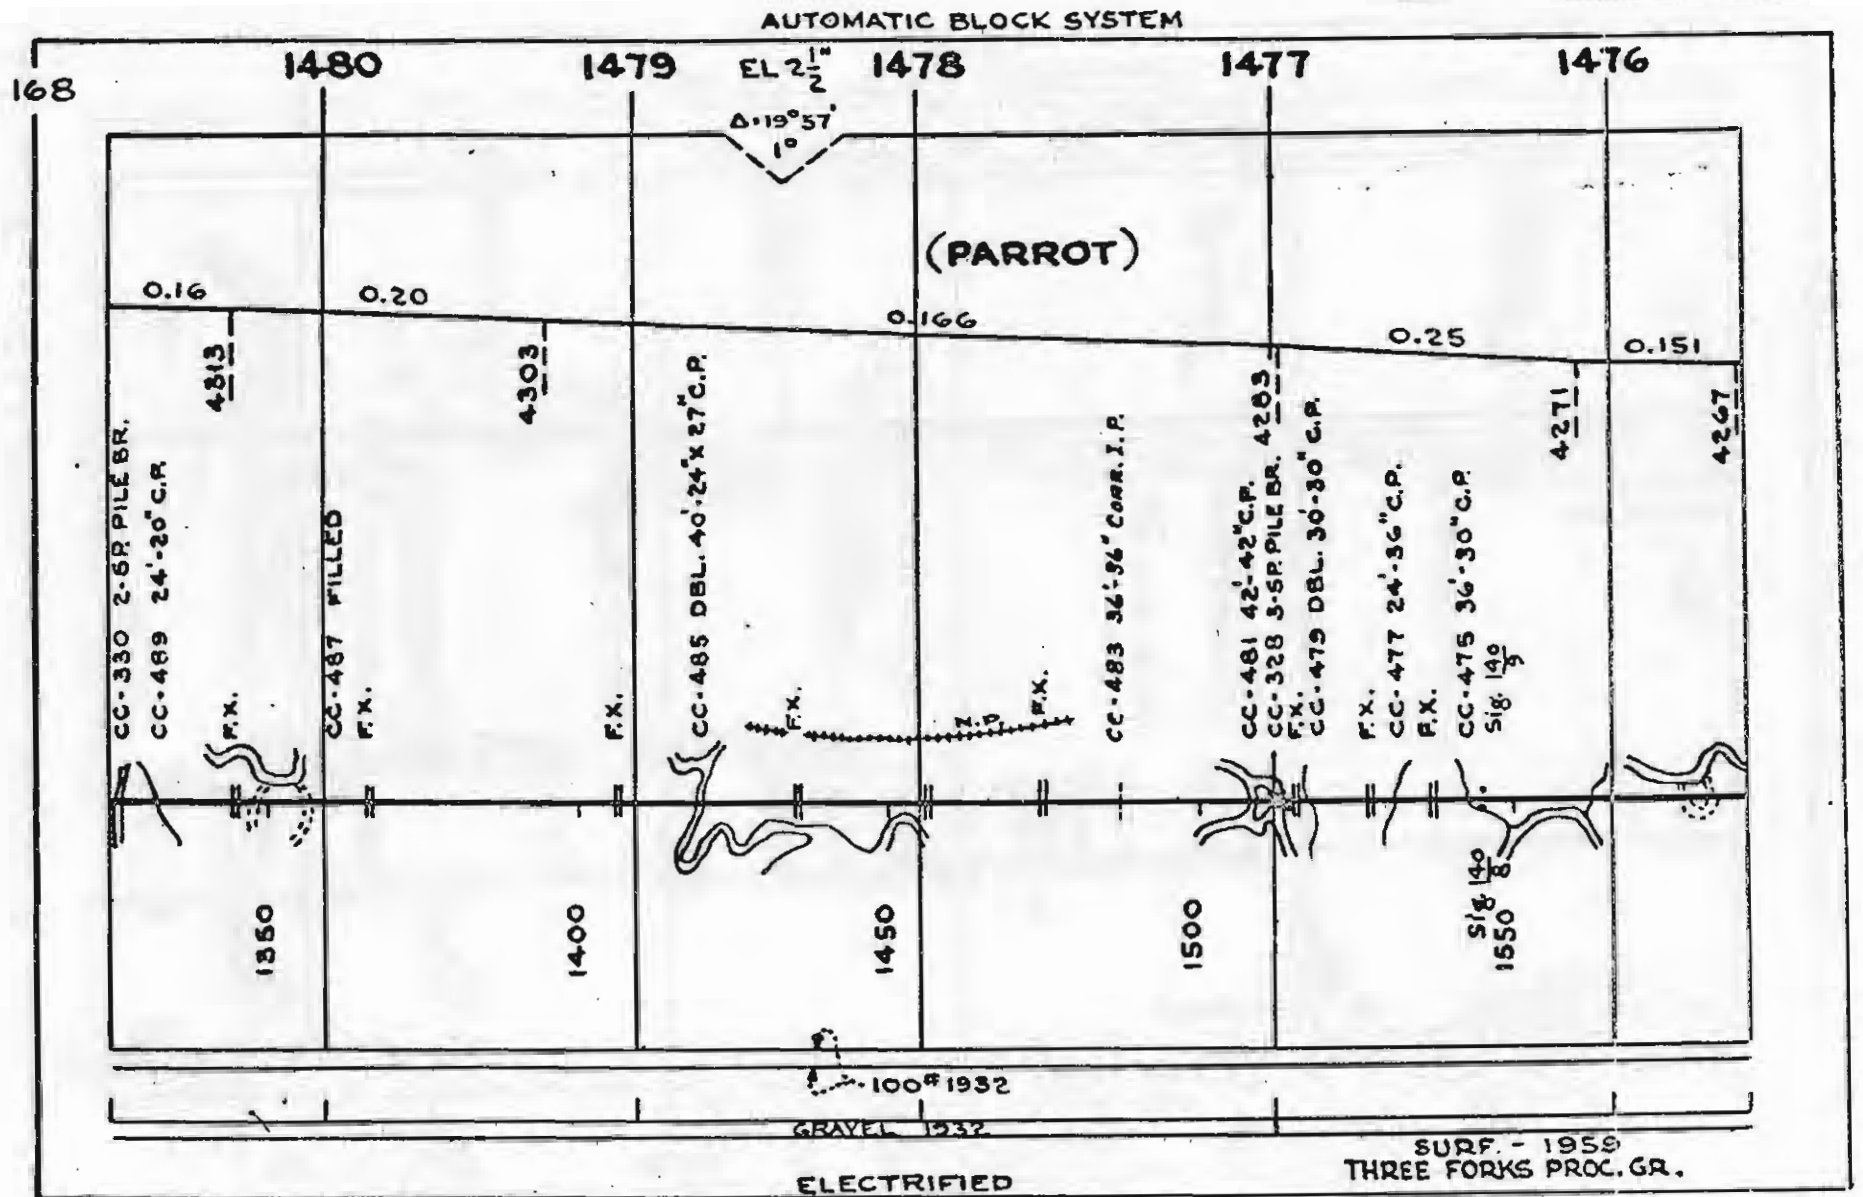 AUTOMATIC BLOCK SYSTEM
168
1480
1479
EL 2½"
1478
1477
1476
Δ=19°57'
1°
(PARROT)
0.16
0.20
0.166
0.25
0.151
4313
4303
4283
4271
4267
CC-330 2-SP. PILE BR.
CC-489 24'-20" C.P.
F.X.
CC-487 FILLED
F.X.
F.X.
CC-485 DBL. 40'-24"X 27" C.P.
F.X.
N.P.
F.X.
CC-483 36'-36" CORR. I.P.
CC-481 42'-42" C.P.
CC-328 3-SP. PILE BR.
F.X.
CC-479 DBL. 30'-30" C.P.
F.X.
CC-477 24'-36" C.P.
F.X.
CC-475 36'-30" C.P.
Sig. 140/9
1350
1400
1450
1500
Sig. 140/8
1550
100# 1932
GRAVEL 1932
SURF. - 1959
THREE FORKS PROC. GR.
ELECTRIFIED